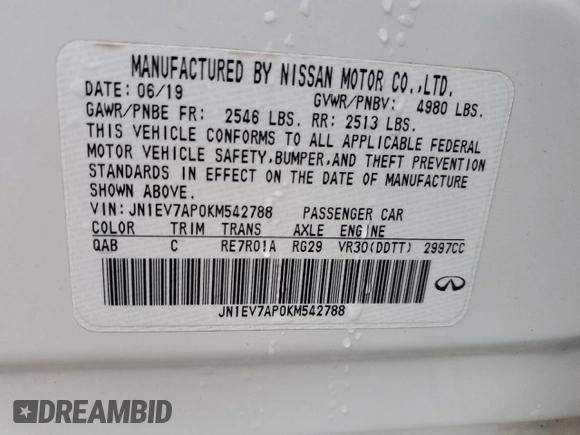 MANUFACTURED BY NISSAN MOTOR CO.,LTD.
DATE: 06/19 GVWR/PNBV: 4980 LBS.
GAWR/PNBE FR: 2546 LBS. RR: 2513 LBS.
THIS VEHICLE CONFORMS TO ALL APPLICABLE FEDERAL
MOTOR VEHICLE SAFETY,BUMPER,AND THEFT PREVENTION
STANDARDS IN EFFECT ON THE DATE OF MANUFACTURE
SHOWN ABOVE.
VIN:JN1EV7AP0KM542788 PASSENGER CAR
COLOR TRIM TRANS AXLE ENGINE
QAB C RE7R01A RG29 VR30(DDTT) 2997CC
JN1EV7AP0KM542788
DREAMBID